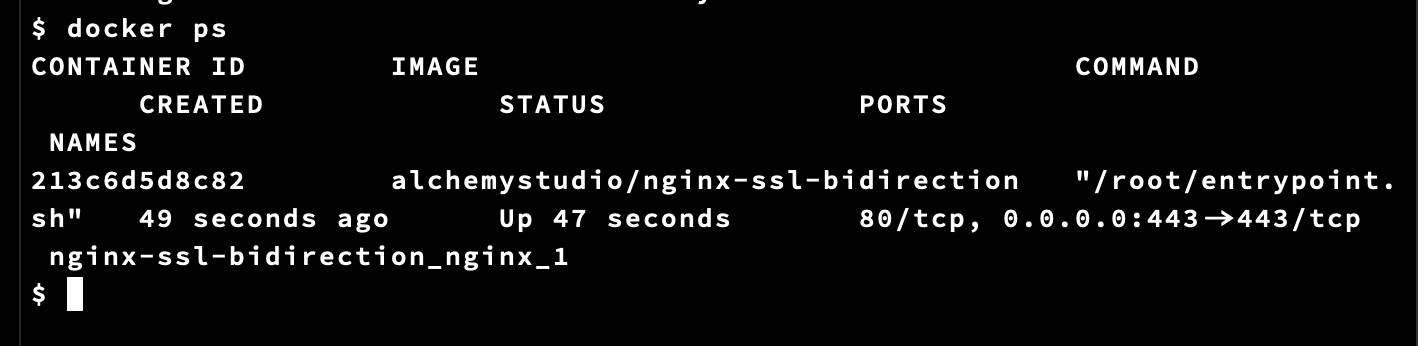 $ docker ps
CONTAINER ID        IMAGE                                 COMMAND
      CREATED             STATUS              PORTS
 NAMES
213c6d5d8c82        alchemystudio/nginx-ssl-bidirection   "/root/entrypoint.
sh"   49 seconds ago      Up 47 seconds       80/tcp, 0.0.0.0:443->443/tcp
 nginx-ssl-bidirection_nginx_1
$